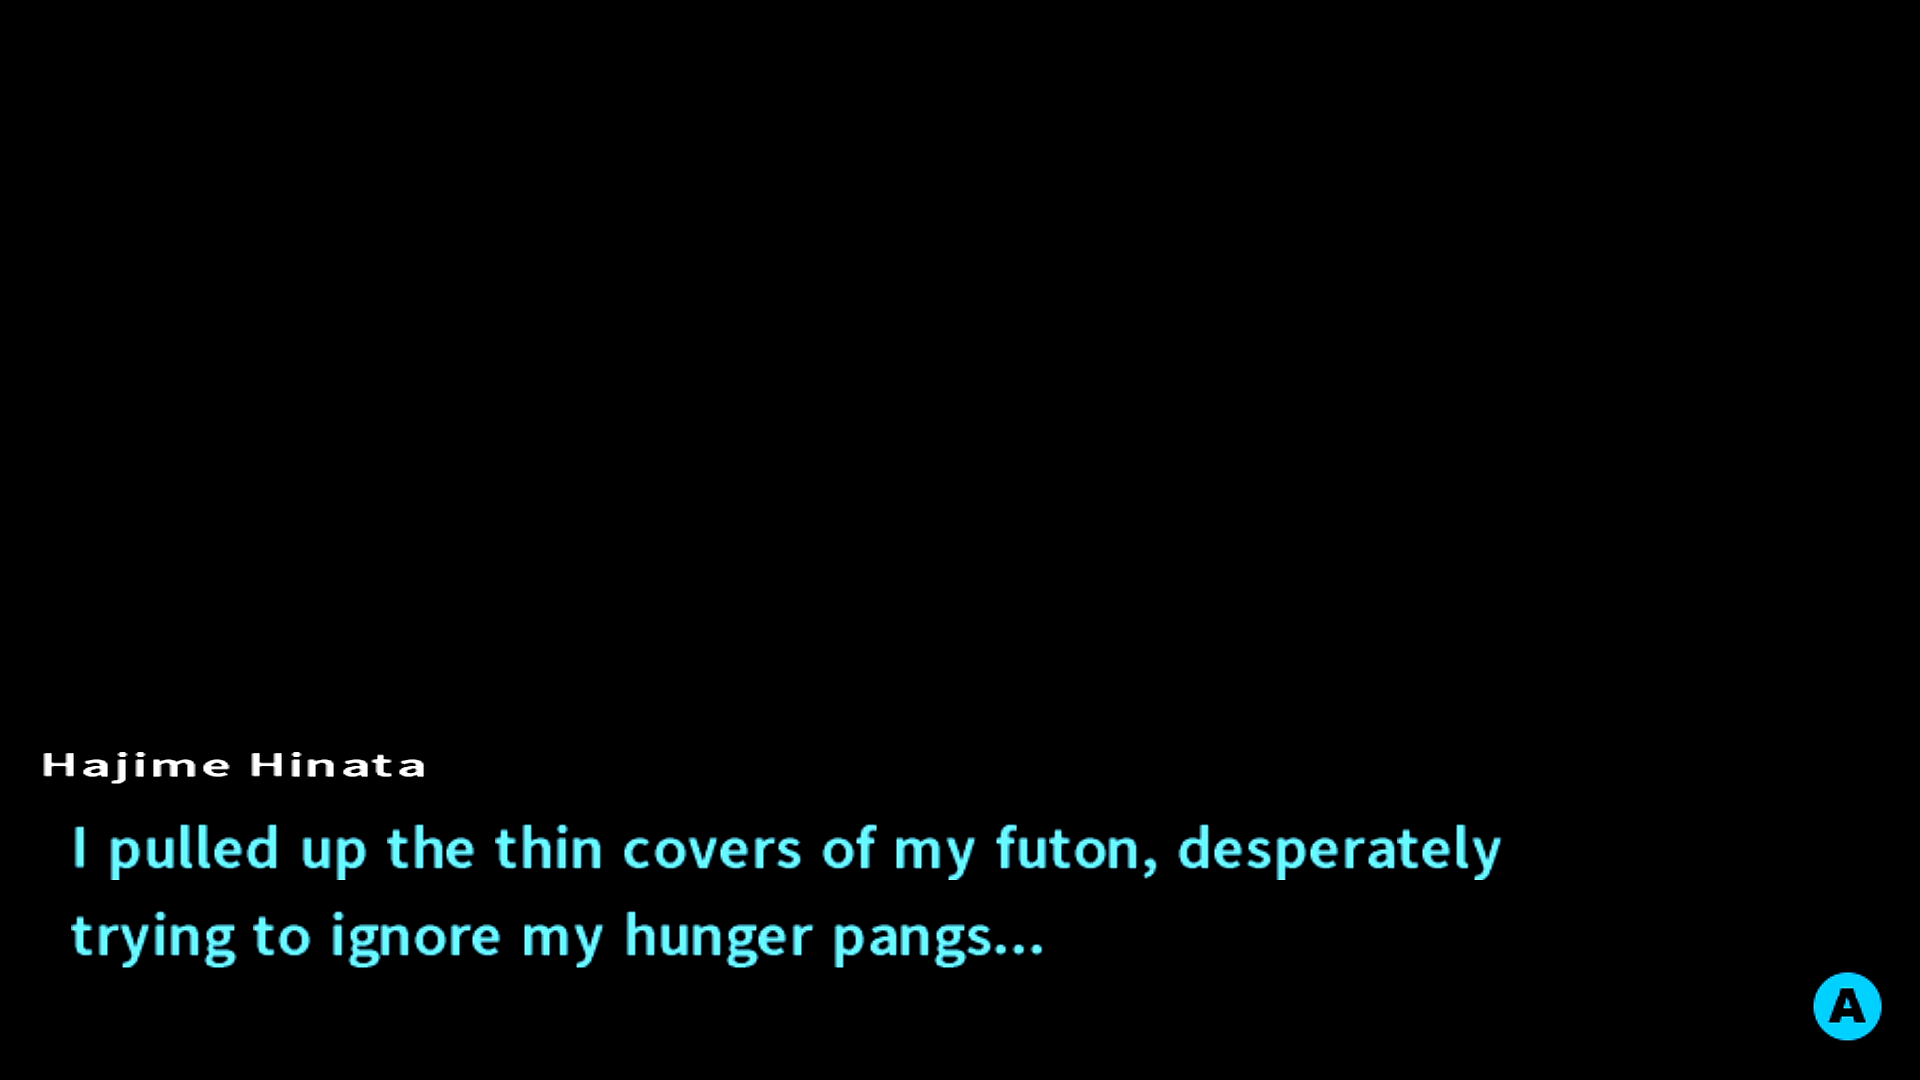 Hajime Hinata
I pulled up the thin covers of my futon, desperately
trying to ignore my hunger pangs...
A